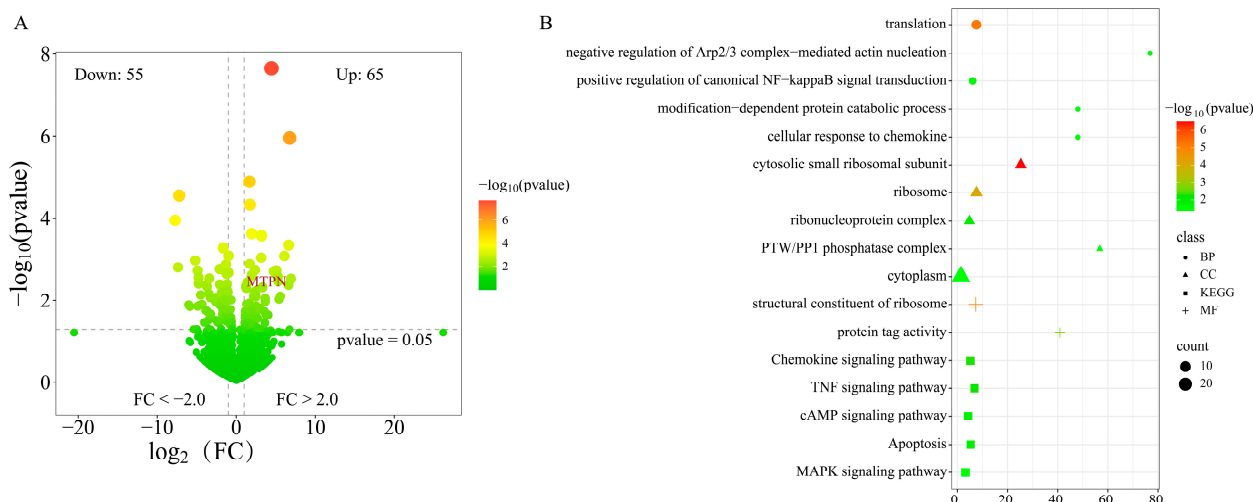 A
8
6
4
2
0
−log10(pvalue)
Down: 55
Up: 65
MTPN
pvalue = 0.05
FC < −2.0
FC > 2.0
−20
−10
0
10
20
log2 (FC)
−log10(pvalue)
6
4
2
B
translation
negative regulation of Arp2/3 complex−mediated actin nucleation
positive regulation of canonical NF−kappaB signal transduction
modification−dependent protein catabolic process
cellular response to chemokine
cytosolic small ribosomal subunit
ribosome
ribonucleoprotein complex
PTW/PP1 phosphatase complex
cytoplasm
structural constituent of ribosome
protein tag activity
Chemokine signaling pathway
TNF signaling pathway
cAMP signaling pathway
Apoptosis
MAPK signaling pathway
0
20
40
60
80
−log10(pvalue)
6
5
4
3
2
class
BP
CC
KEGG
MF
count
10
20